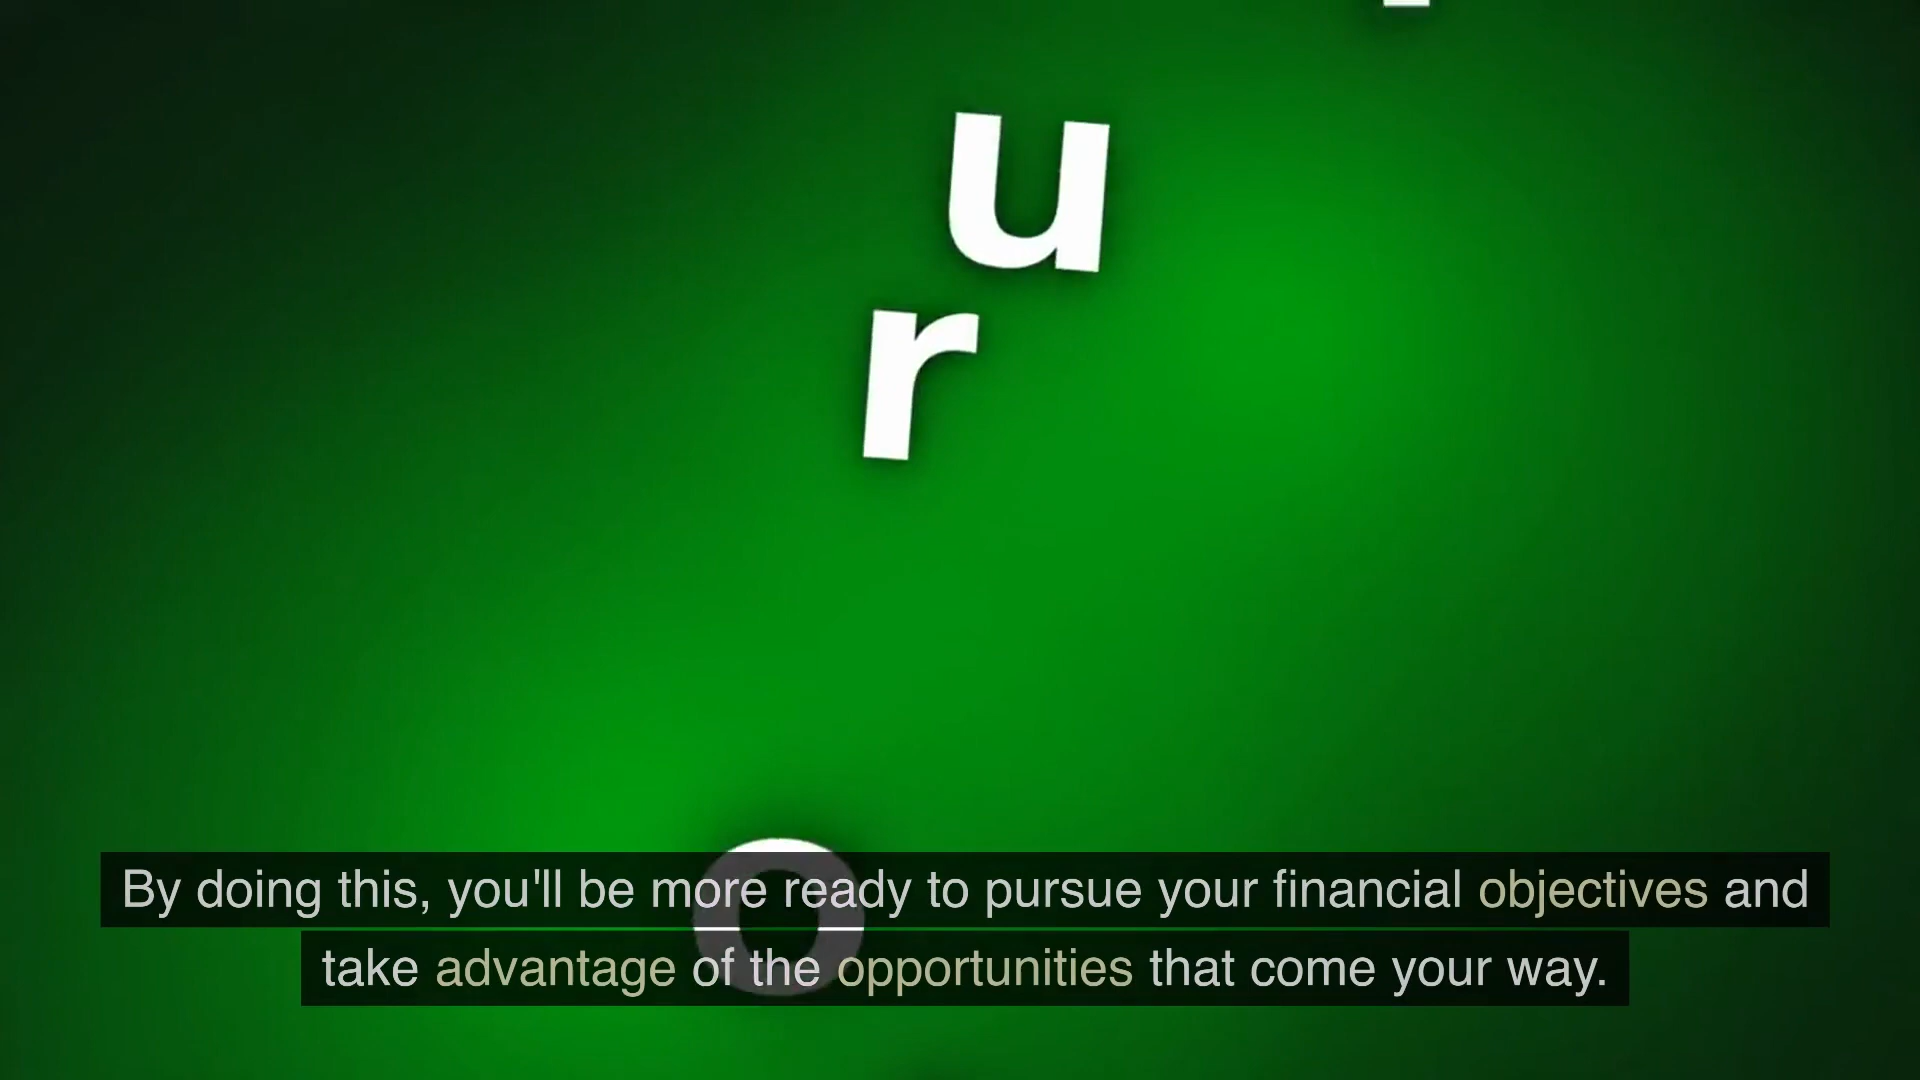 u
r
o
By doing this, you'll be more ready to pursue your financial objectives and
take advantage of the opportunities that come your way.